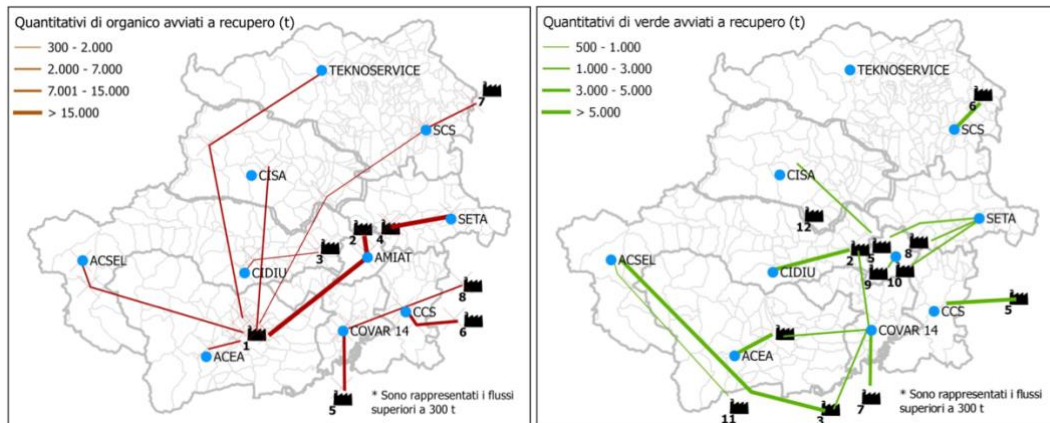 Quantitativi di organico avviati a recupero (t)
300 - 2.000
2.000 - 7.000
7.001 - 15.000
> 15.000
TEKNOSERVICE
7
SCS
CISA
SETA
2
4
3
AMIAT
ACSEL
CIDIU
8
CCS
6
1
COVAR 14
ACEA
5
* Sono rappresentati i flussi
superiori a 300 t
Quantitativi di verde avviati a recupero (t)
500 - 1.000
1.000 - 3.000
3.000 - 5.000
> 5.000
TEKNOSERVICE
6
SCS
CISA
12
SETA
2
5
8
ACSEL
CIDIU
9
10
CCS
5
COVAR 14
ACEA
11
3
7
* Sono rappresentati i flussi
superiori a 300 t